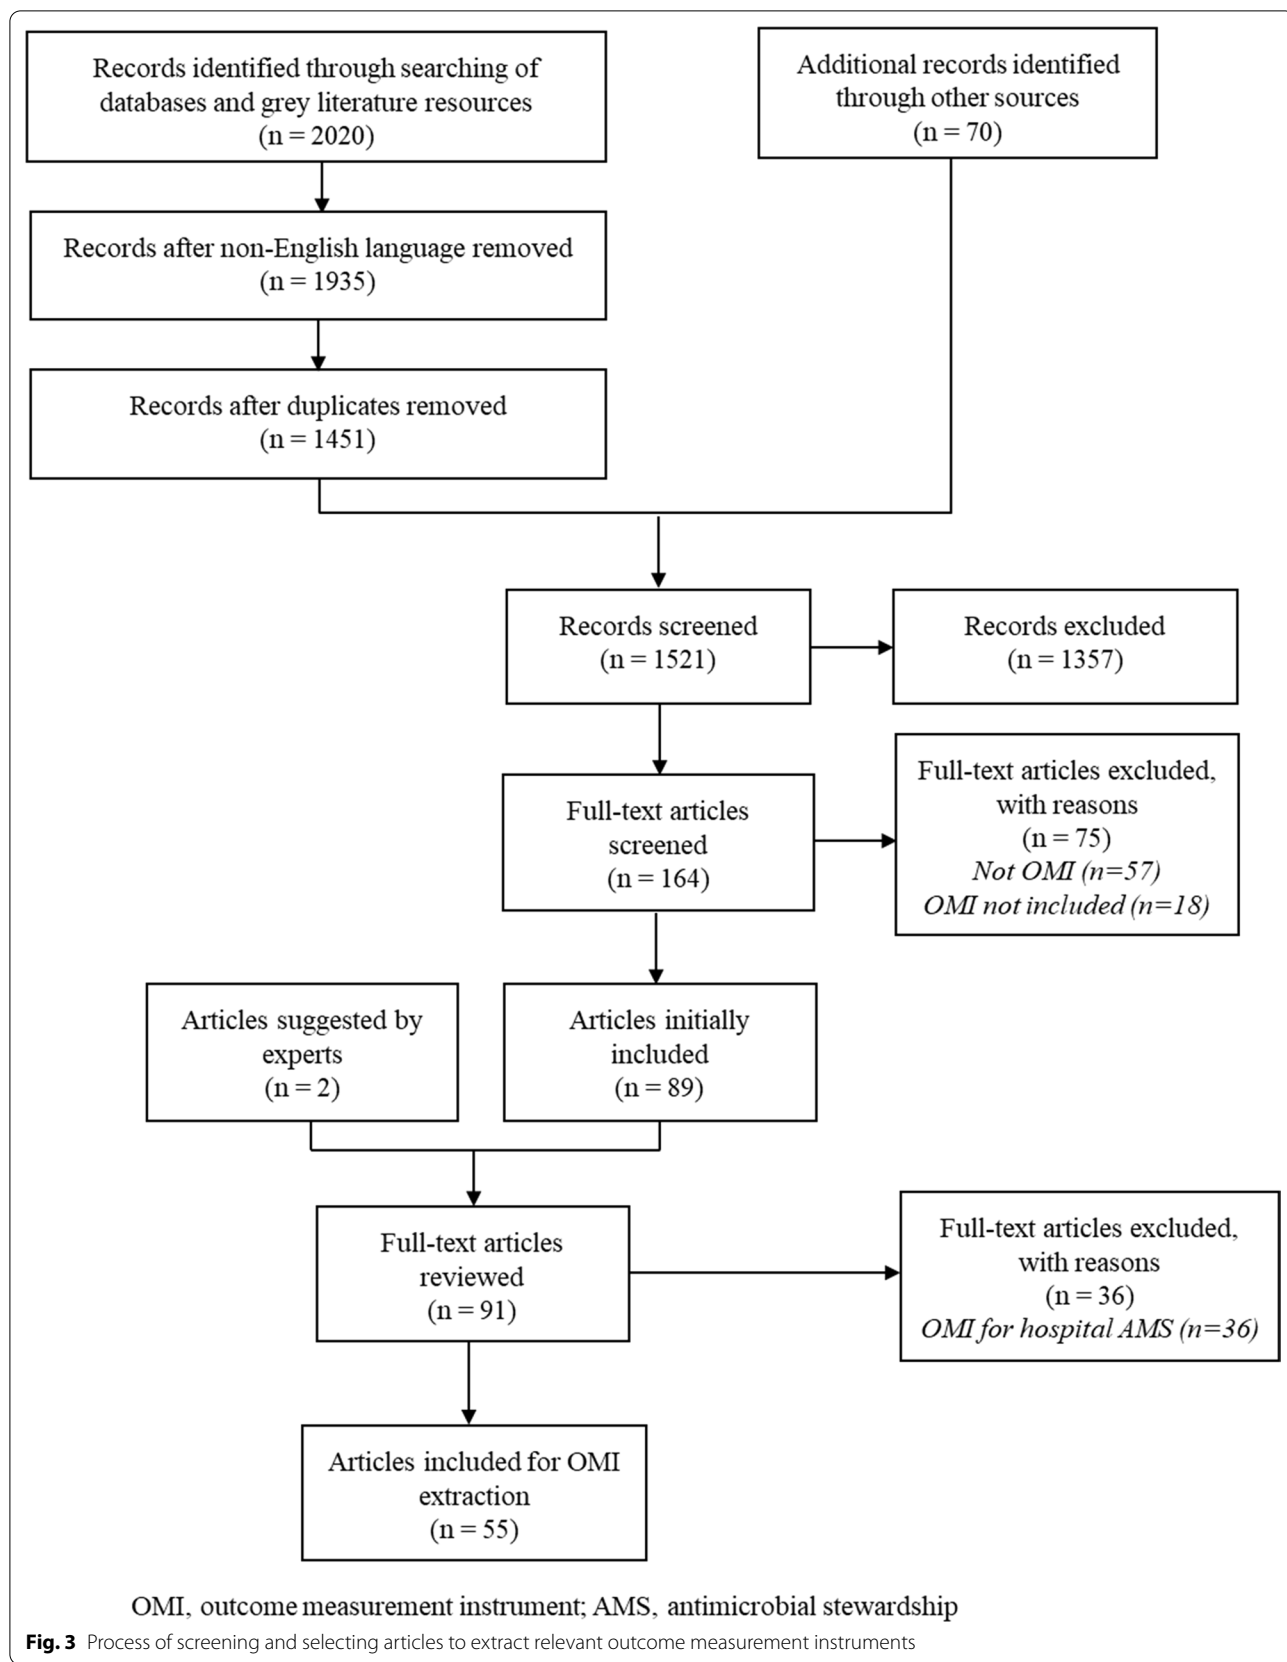 Records identified through searching of
databases and grey literature resources
(n = 2020)
Additional records identified
through other sources
(n = 70)
Records after non-English language removed
(n = 1935)
Records after duplicates removed
(n = 1451)
Records screened
(n = 1521)
Records excluded
(n = 1357)
Full-text articles
screened
(n = 164)
Full-text articles excluded,
with reasons
(n = 75)
Not OMI (n=57)
OMI not included (n=18)
Articles suggested by
experts
(n = 2)
Articles initially
included
(n = 89)
Full-text articles
reviewed
(n = 91)
Full-text articles excluded,
with reasons
(n = 36)
OMI for hospital AMS (n=36)
Articles included for OMI
extraction
(n = 55)
OMI, outcome measurement instrument; AMS, antimicrobial stewardship
Fig. 3 Process of screening and selecting articles to extract relevant outcome measurement instruments